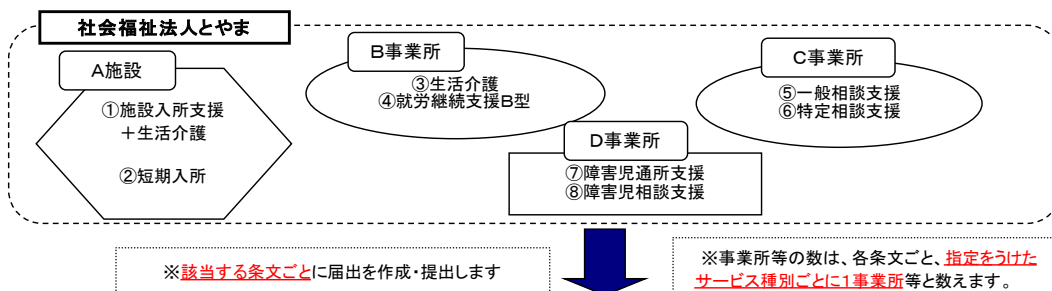 社会福祉法人とやま
A施設
①施設入所支援
＋生活介護
②短期入所
B事業所
③生活介護
④就労継続支援B型
C事業所
⑤一般相談支援
⑥特定相談支援
D事業所
⑦障害児通所支援
⑧障害児相談支援
※該当する条文ごとに届出を作成・提出します
※事業所等の数は、各条文ごと、指定をうけた
サービス種別ごとに1事業所等と数えます。